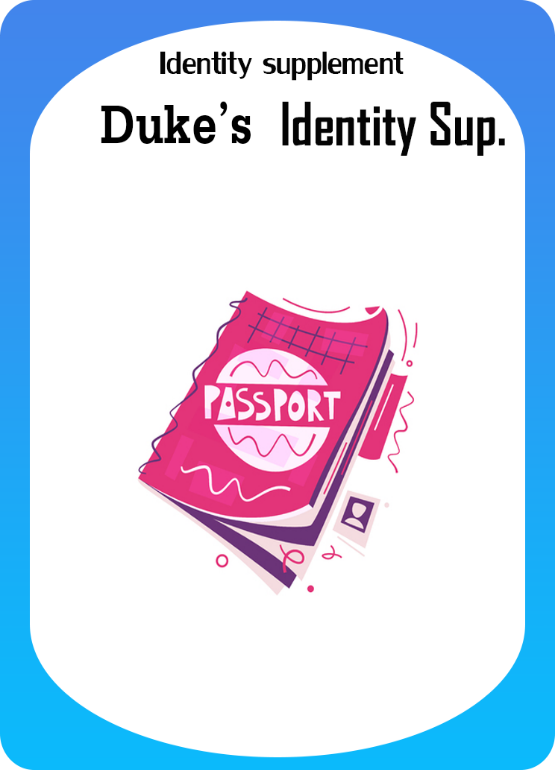 Identity supplement
Duke’s Identity Sup.
PASSPORT